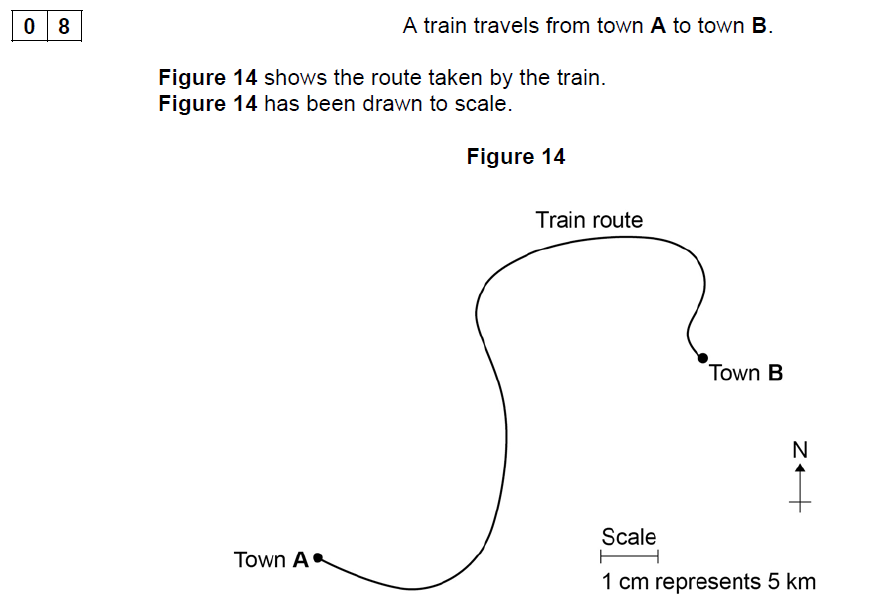 0 8
A train travels from town A to town B.
Figure 14 shows the route taken by the train.
Figure 14 has been drawn to scale.
Figure 14
Train route
Town B
N
Scale
Town A
1 cm represents 5 km